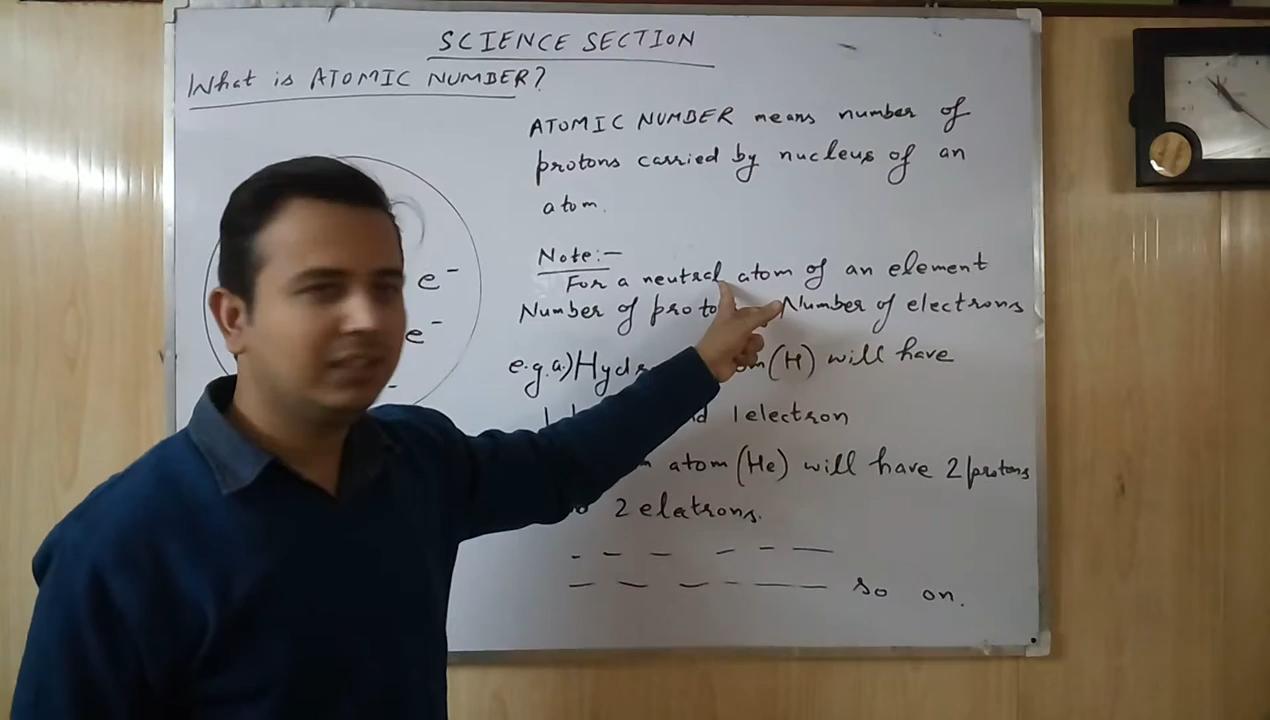 SCIENCE SECTION
What is ATOMIC NUMBER?
ATOMIC NUMBER means number of
protons carried by nucleus of an
atom.
Note:-
For a neutral atom of an element
Number of proto Number of electrons
e.g.a.) Hyd (H) will have
1 electron
atom (He) will have 2 protons
2 elatrons.
so on.
e-
e-